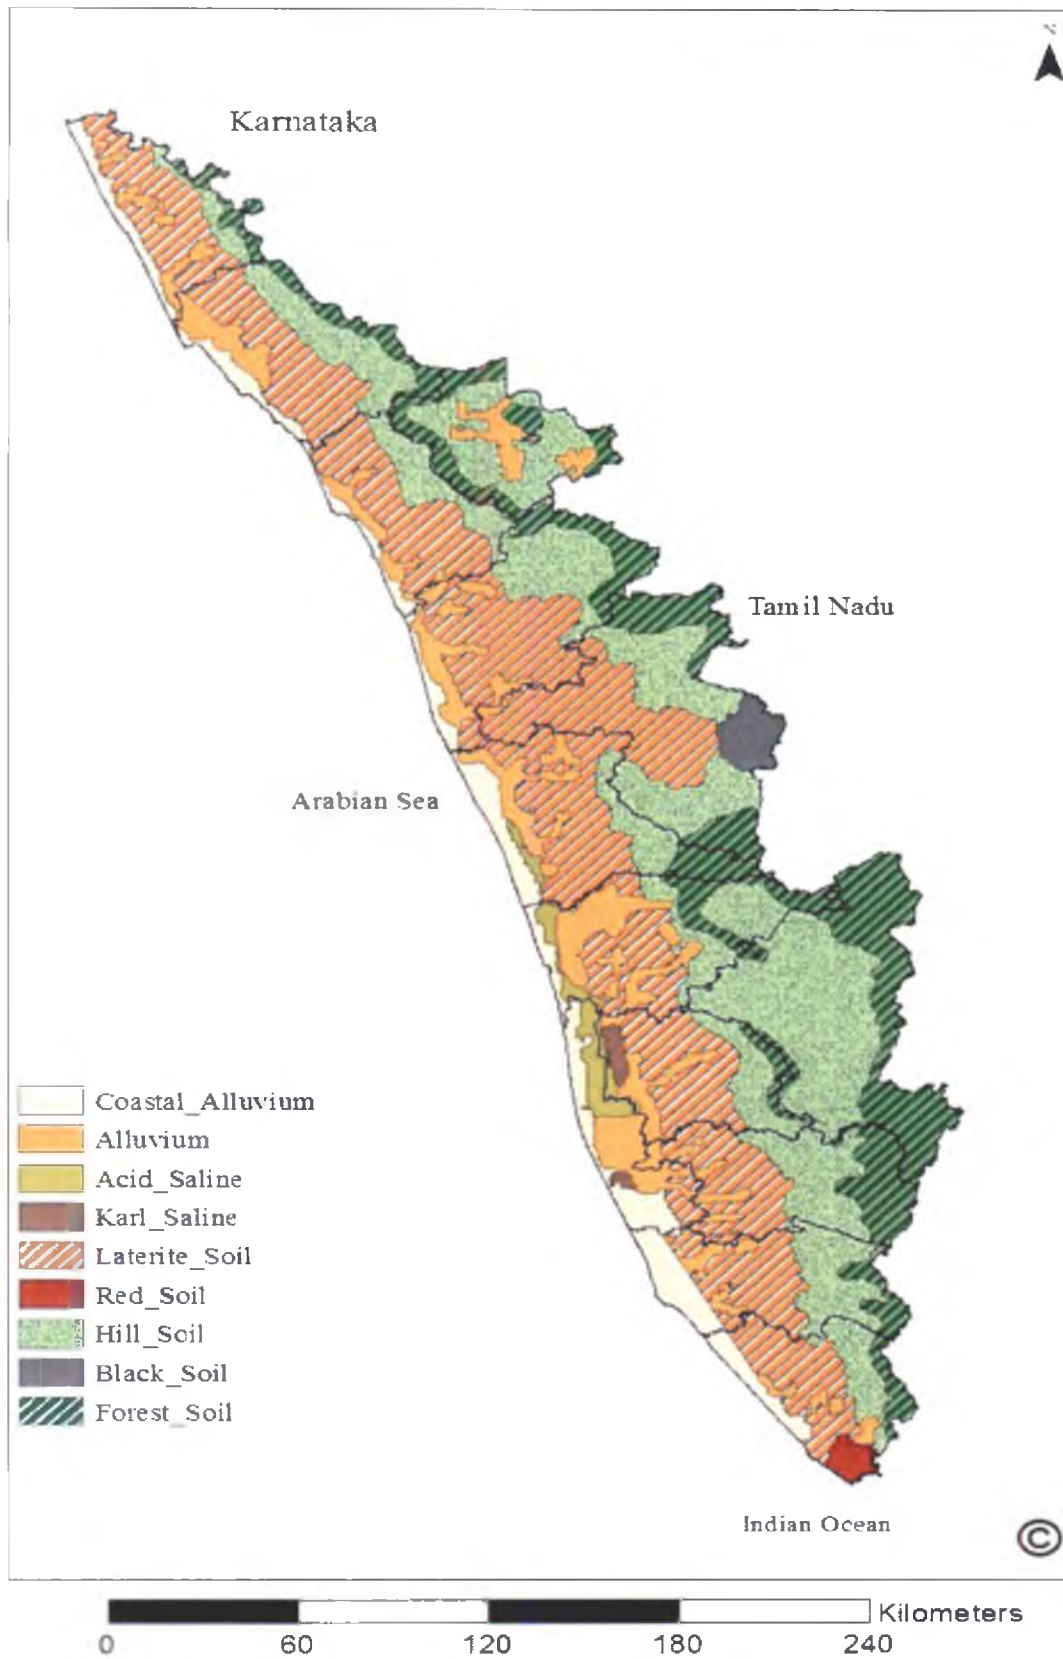 Karnataka
Tamil Nadu
Arabian Sea
Coastal_Alluvium
Alluvium
Acid_Saline
Karl_Saline
Laterite_Soil
Red_Soil
Hill_Soil
Black_Soil
Forest_Soil
Indian Ocean
©
Kilometers
0 60 120 180 240